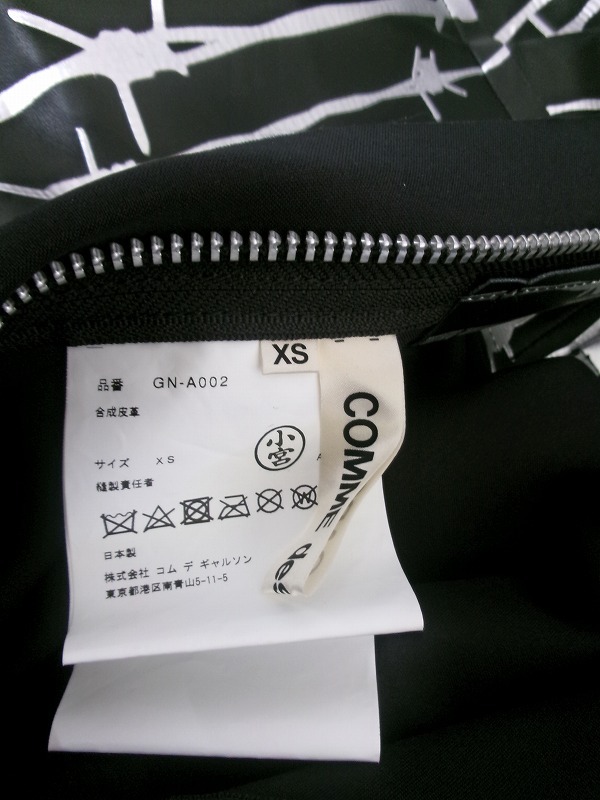 XS
COMME des
品番 GN-A002
合成皮革
小宮
サイズ XS A
縫製責任者
日本製
株式会社 コム デ ギャルソン
東京都港区南青山5-11-5